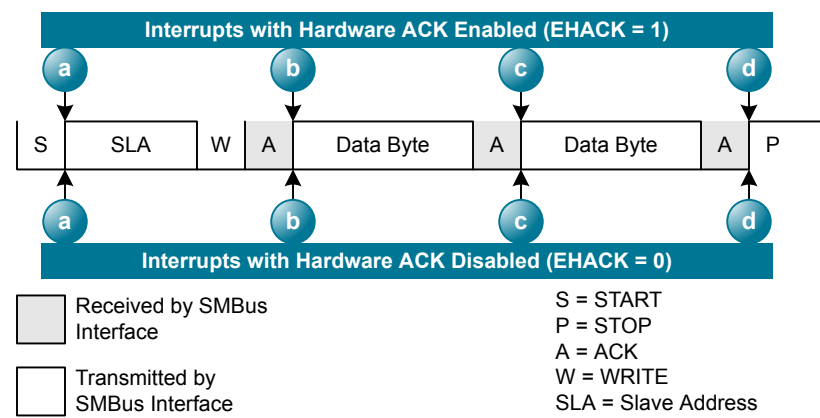 Interrupts with Hardware ACK Enabled (EHACK = 1)
a b c d
S SLA W A Data Byte A Data Byte A P
a b c d
Interrupts with Hardware ACK Disabled (EHACK = 0)
Received by SMBus
Interface
Transmitted by
SMBus Interface
S = START
P = STOP
A = ACK
W = WRITE
SLA = Slave Address